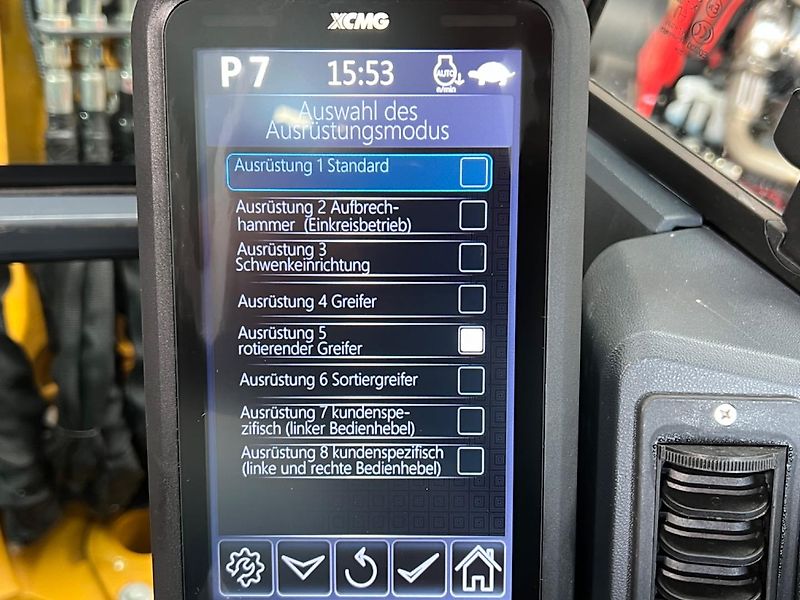 XCMG
P 7 15:53 AUTO n/min
Auswahl des
Ausrüstungsmodus
Ausrüstung 1 Standard
Ausrüstung 2 Aufbrech-
hammer (Einkreisbetrieb)
Ausrüstung 3
Schwenkeinrichtung
Ausrüstung 4 Greifer
Ausrüstung 5
rotierender Greifer
Ausrüstung 6 Sortiergreifer
Ausrüstung 7 kundenspe-
zifisch (linker Bedienhebel)
Ausrüstung 8 kundenspezifisch
(linke und rechte Bedienhebel)